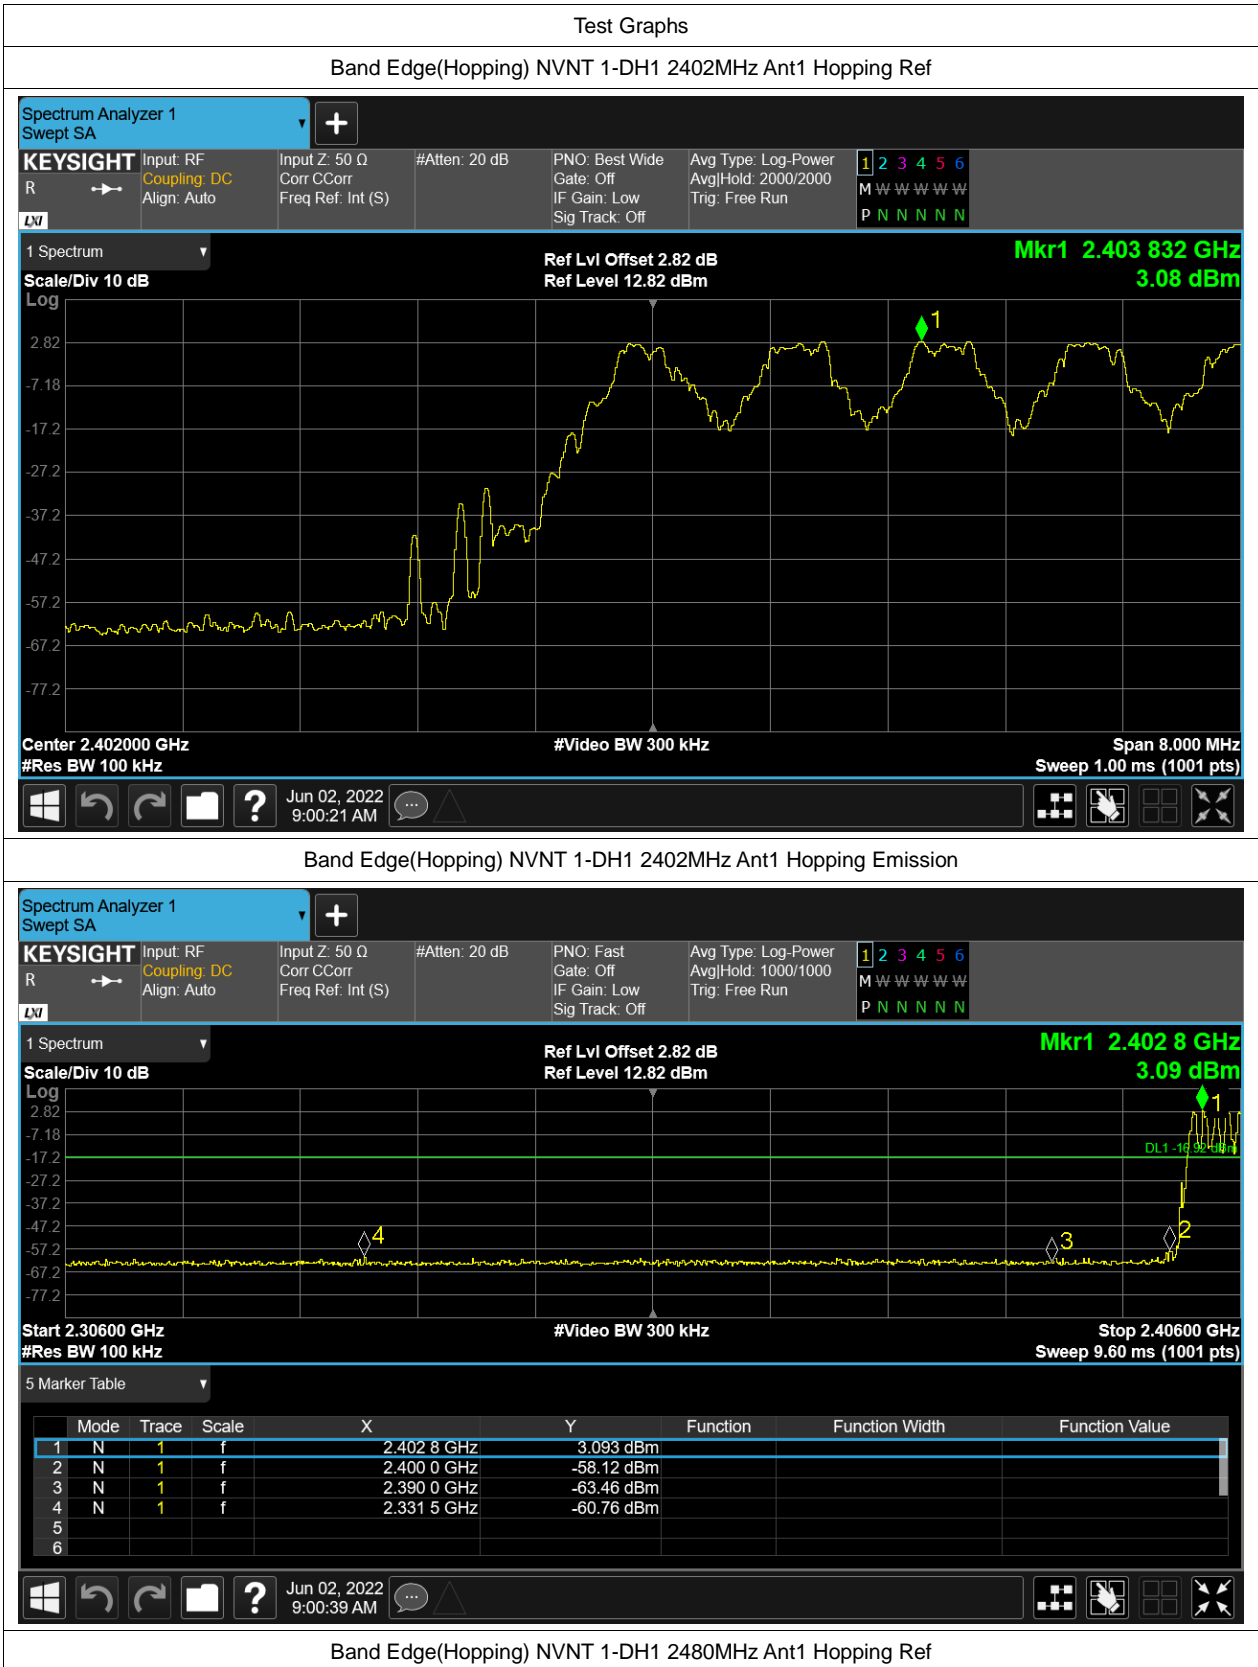 Test Graphs
Band Edge(Hopping) NVNT 1-DH1 2402MHz Ant1 Hopping Ref
Spectrum Analyzer 1
Swept SA
KEYSIGHT Input: RF Input Z: 50 Ω #Atten: 20 dB PNO: Best Wide Avg Type: Log-Power 1 2 3 4 5 6
R Coupling: DC Corr CCorr Gate: Off Avg|Hold: 2000/2000 M W W W W W
Align: Auto Freq Ref: Int (S) IF Gain: Low Trig: Free Run
LXI Sig Track: Off P N N N N N
1 Spectrum Ref Lvl Offset 2.82 dB Mkr1 2.403 832 GHz
Scale/Div 10 dB Ref Level 12.82 dBm 3.08 dBm
Log
1
2.82
-7.18
-17.2
-27.2
-37.2
-47.2
-57.2
-67.2
-77.2
Center 2.402000 GHz #Video BW 300 kHz Span 8.000 MHz
#Res BW 100 kHz Sweep 1.00 ms (1001 pts)
Jun 02, 2022
9:00:21 AM
Band Edge(Hopping) NVNT 1-DH1 2402MHz Ant1 Hopping Emission
Spectrum Analyzer 1
Swept SA
KEYSIGHT Input: RF Input Z: 50 Ω #Atten: 20 dB PNO: Fast Avg Type: Log-Power 1 2 3 4 5 6
R Coupling: DC Corr CCorr Gate: Off Avg|Hold: 1000/1000 M W W W W W
Align: Auto Freq Ref: Int (S) IF Gain: Low Trig: Free Run
LXI Sig Track: Off P N N N N N
1 Spectrum Ref Lvl Offset 2.82 dB Mkr1 2.402 8 GHz
Scale/Div 10 dB Ref Level 12.82 dBm 3.09 dBm
Log
1
2.82
-7.18
DL1 -16.92 dBm
-17.2
-27.2
-37.2
-47.2
4 3 2
-57.2
-67.2
-77.2
Start 2.30600 GHz #Video BW 300 kHz Stop 2.40600 GHz
#Res BW 100 kHz Sweep 9.60 ms (1001 pts)
5 Marker Table
Mode Trace Scale X Y Function Function Width Function Value
1 N 1 f 2.402 8 GHz 3.093 dBm
2 N 1 f 2.400 0 GHz -58.12 dBm
3 N 1 f 2.390 0 GHz -63.46 dBm
4 N 1 f 2.331 5 GHz -60.76 dBm
5
6
Jun 02, 2022
9:00:39 AM
Band Edge(Hopping) NVNT 1-DH1 2480MHz Ant1 Hopping Ref